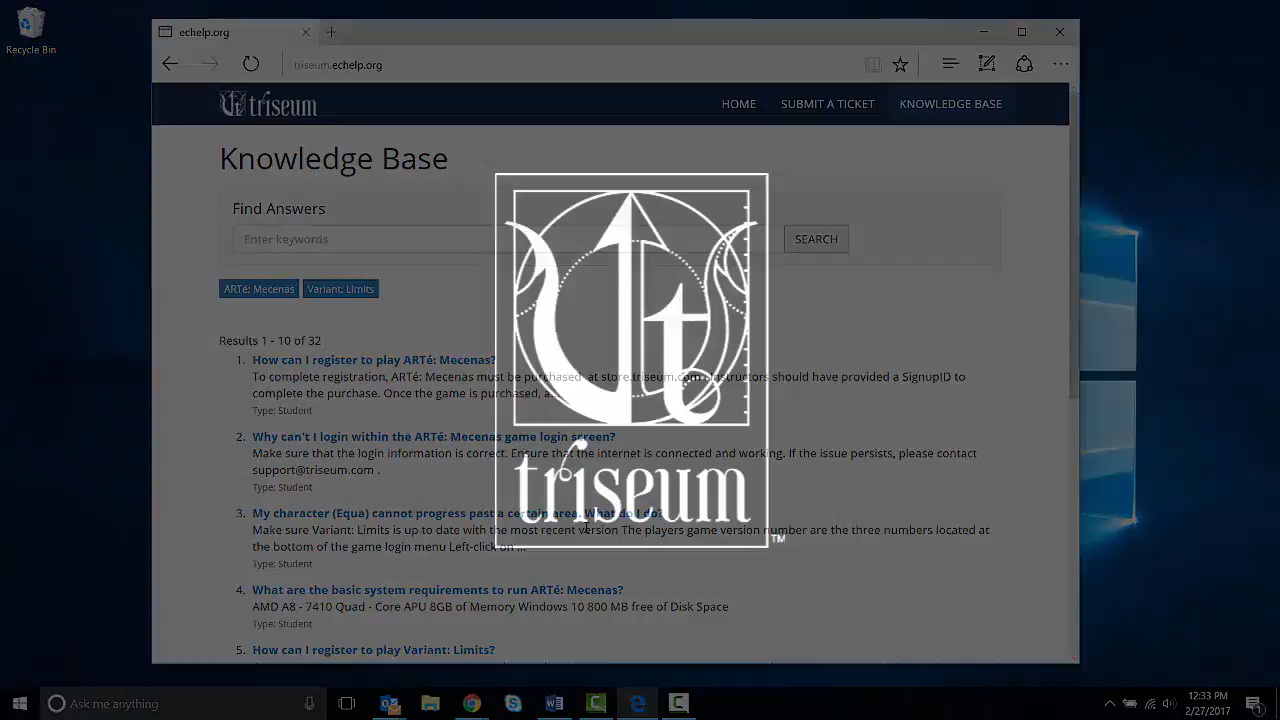 Recycle Bin
echelp.org
triseum.echelp.org
triseum
HOME SUBMIT A TICKET KNOWLEDGE BASE
Knowledge Base
Find Answers
Enter keywords
SEARCH
ARTé: Mecenas Variant: Limits
Results 1 - 10 of 32
1. How can I register to play ARTé: Mecenas?
To complete registration, ARTé: Mecenas must be purchased at store.triseum.com. Instructors should have provided a SignupID to
complete the purchase. Once the game is purchased, a...
Type: Student
2. Why can't I login within the ARTé: Mecenas game login screen?
Make sure that the login information is correct. Ensure that the internet is connected and working. If the issue persists, please contact
support@triseum.com .
Type: Student
3. My character (Equa) cannot progress past a certain area. What do I do?
Make sure Variant: Limits is up to date with the most recent version The players game version number are the three numbers located at
the bottom of the game login menu Left-click on ...
Type: Student
4. What are the basic system requirements to run ARTé: Mecenas?
AMD A8 - 7410 Quad - Core APU 8GB of Memory Windows 10 800 MB free of Disk Space
Type: Student
5. How can I register to play Variant: Limits?
t
triseum
TM
Ask me anything
12:33 PM
2/27/2017
1